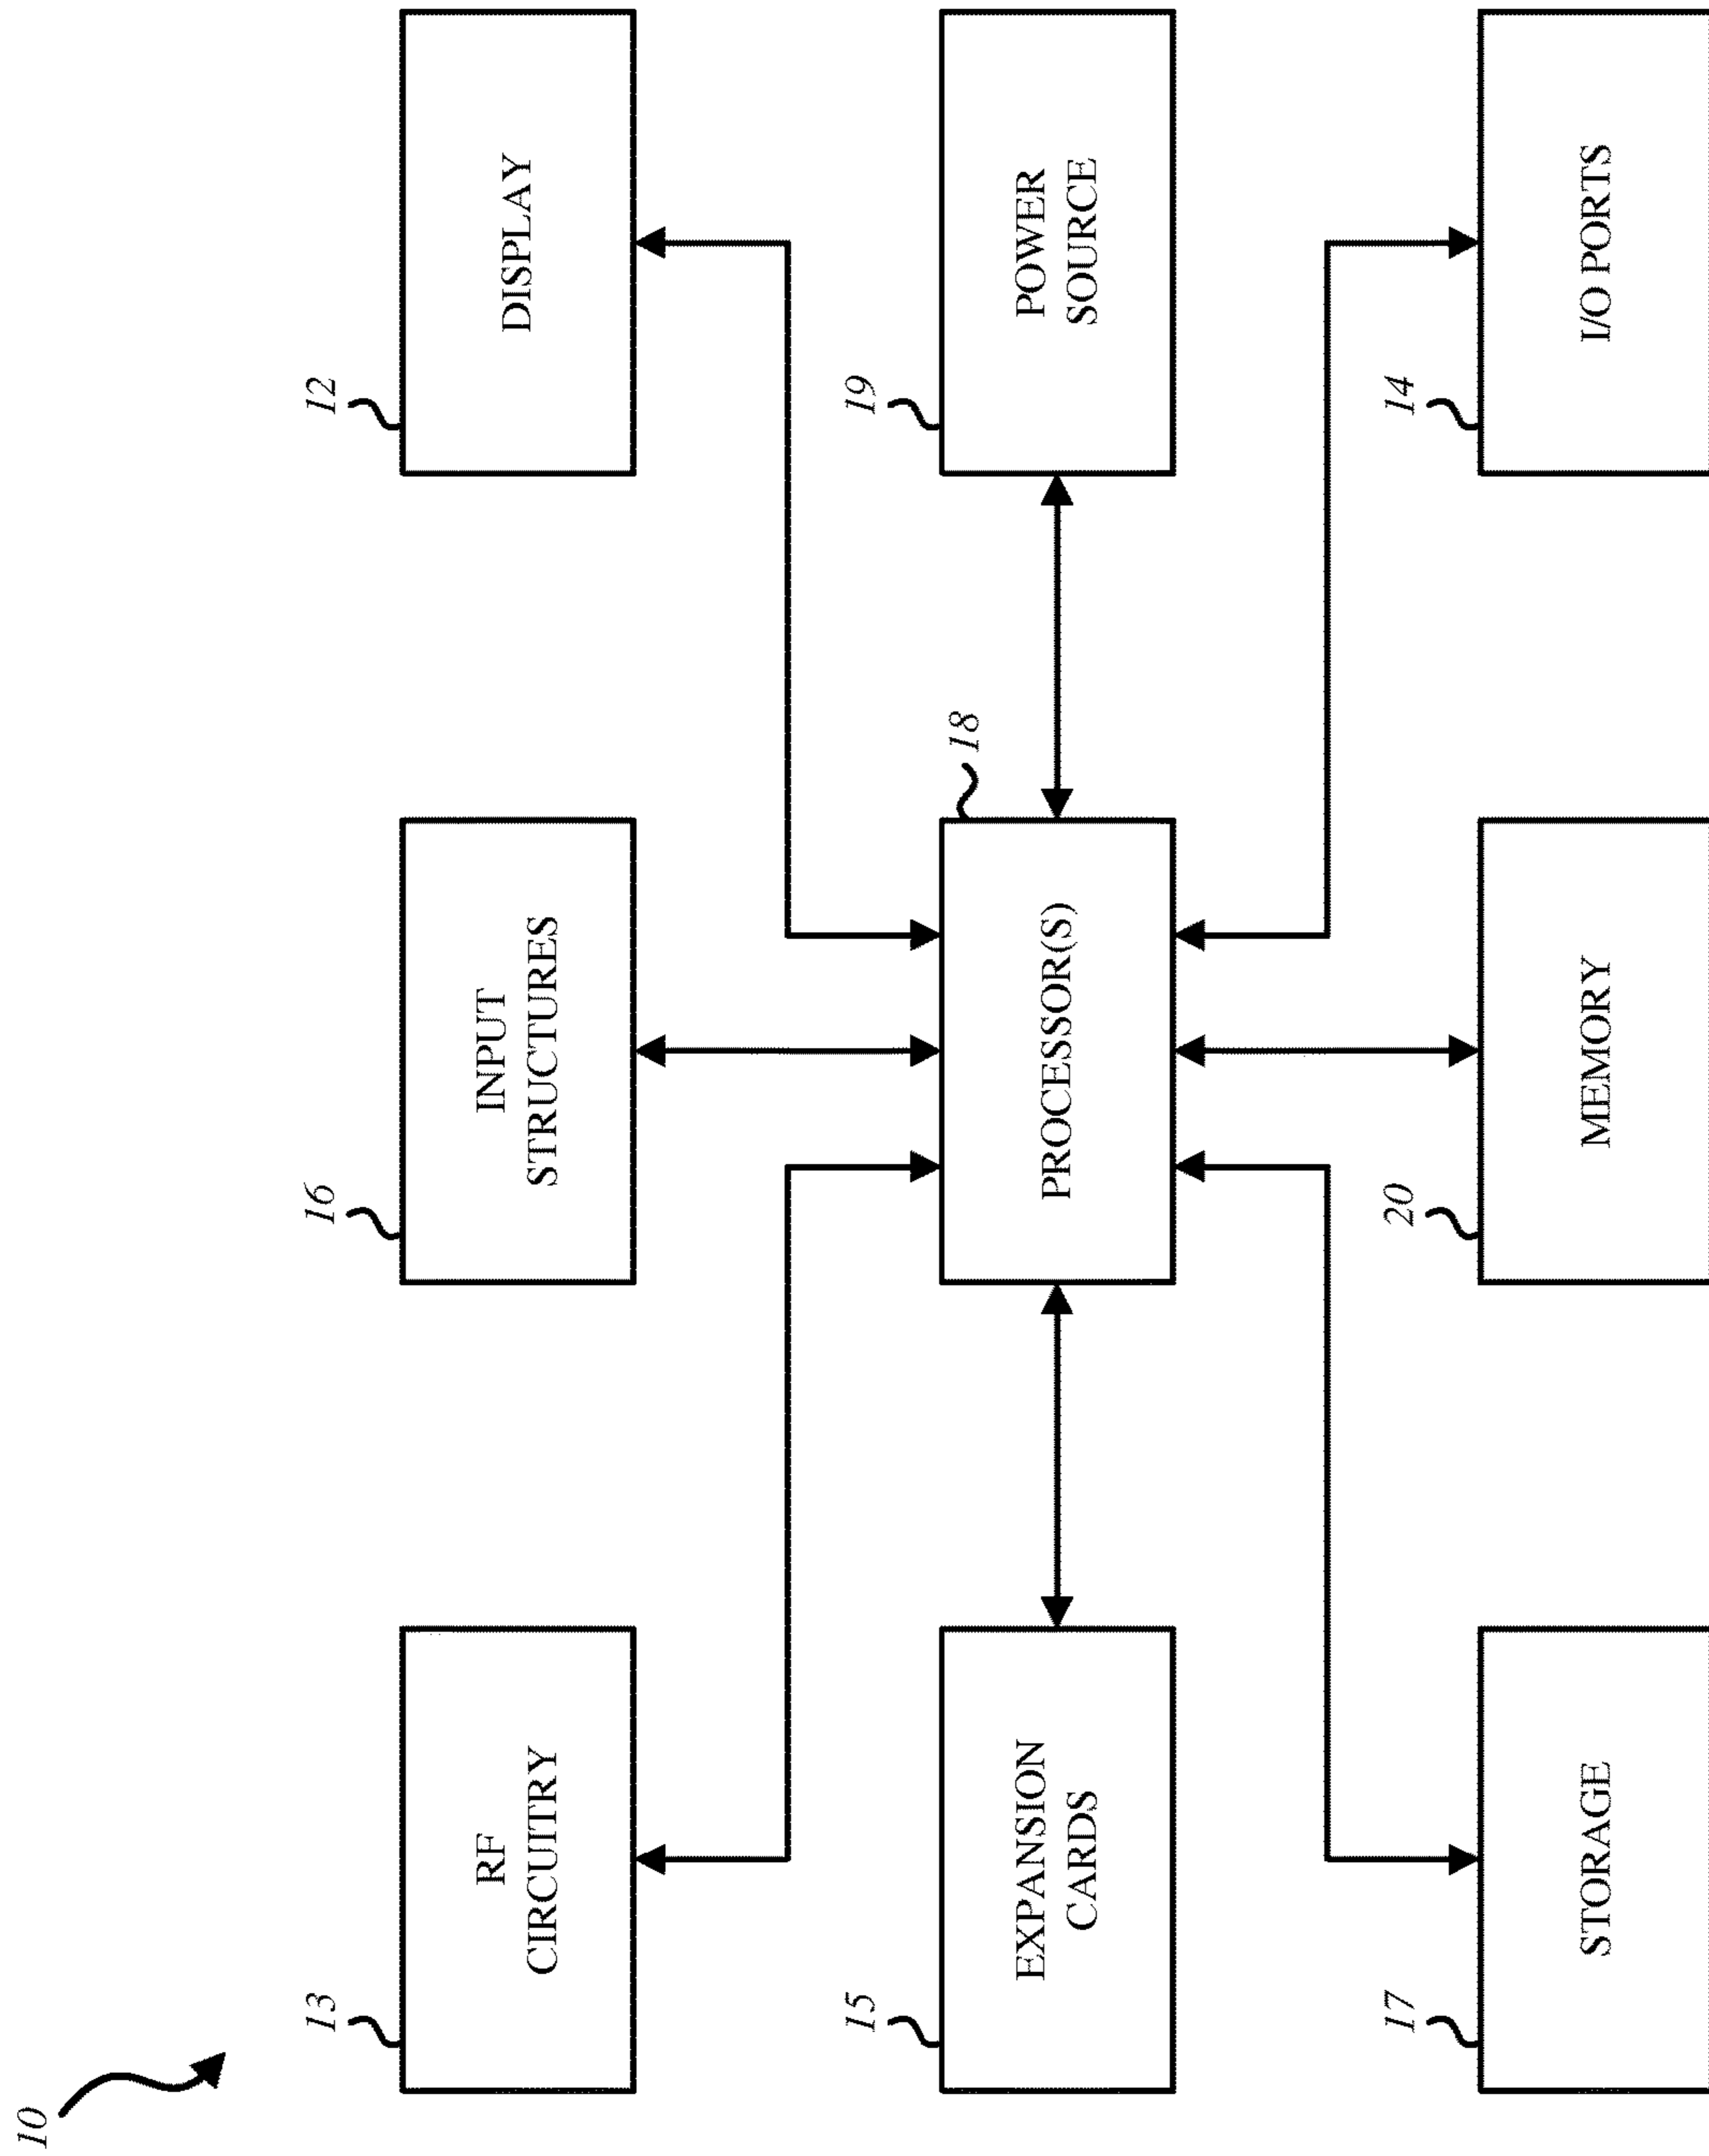 10
13
RF
CIRCUITRY
16
INPUT
STRUCTURES
12
DISPLAY
15
EXPANSION
CARDS
18
PROCESSOR(S)
19
POWER
SOURCE
17
STORAGE
20
MEMORY
14
I/O PORTS